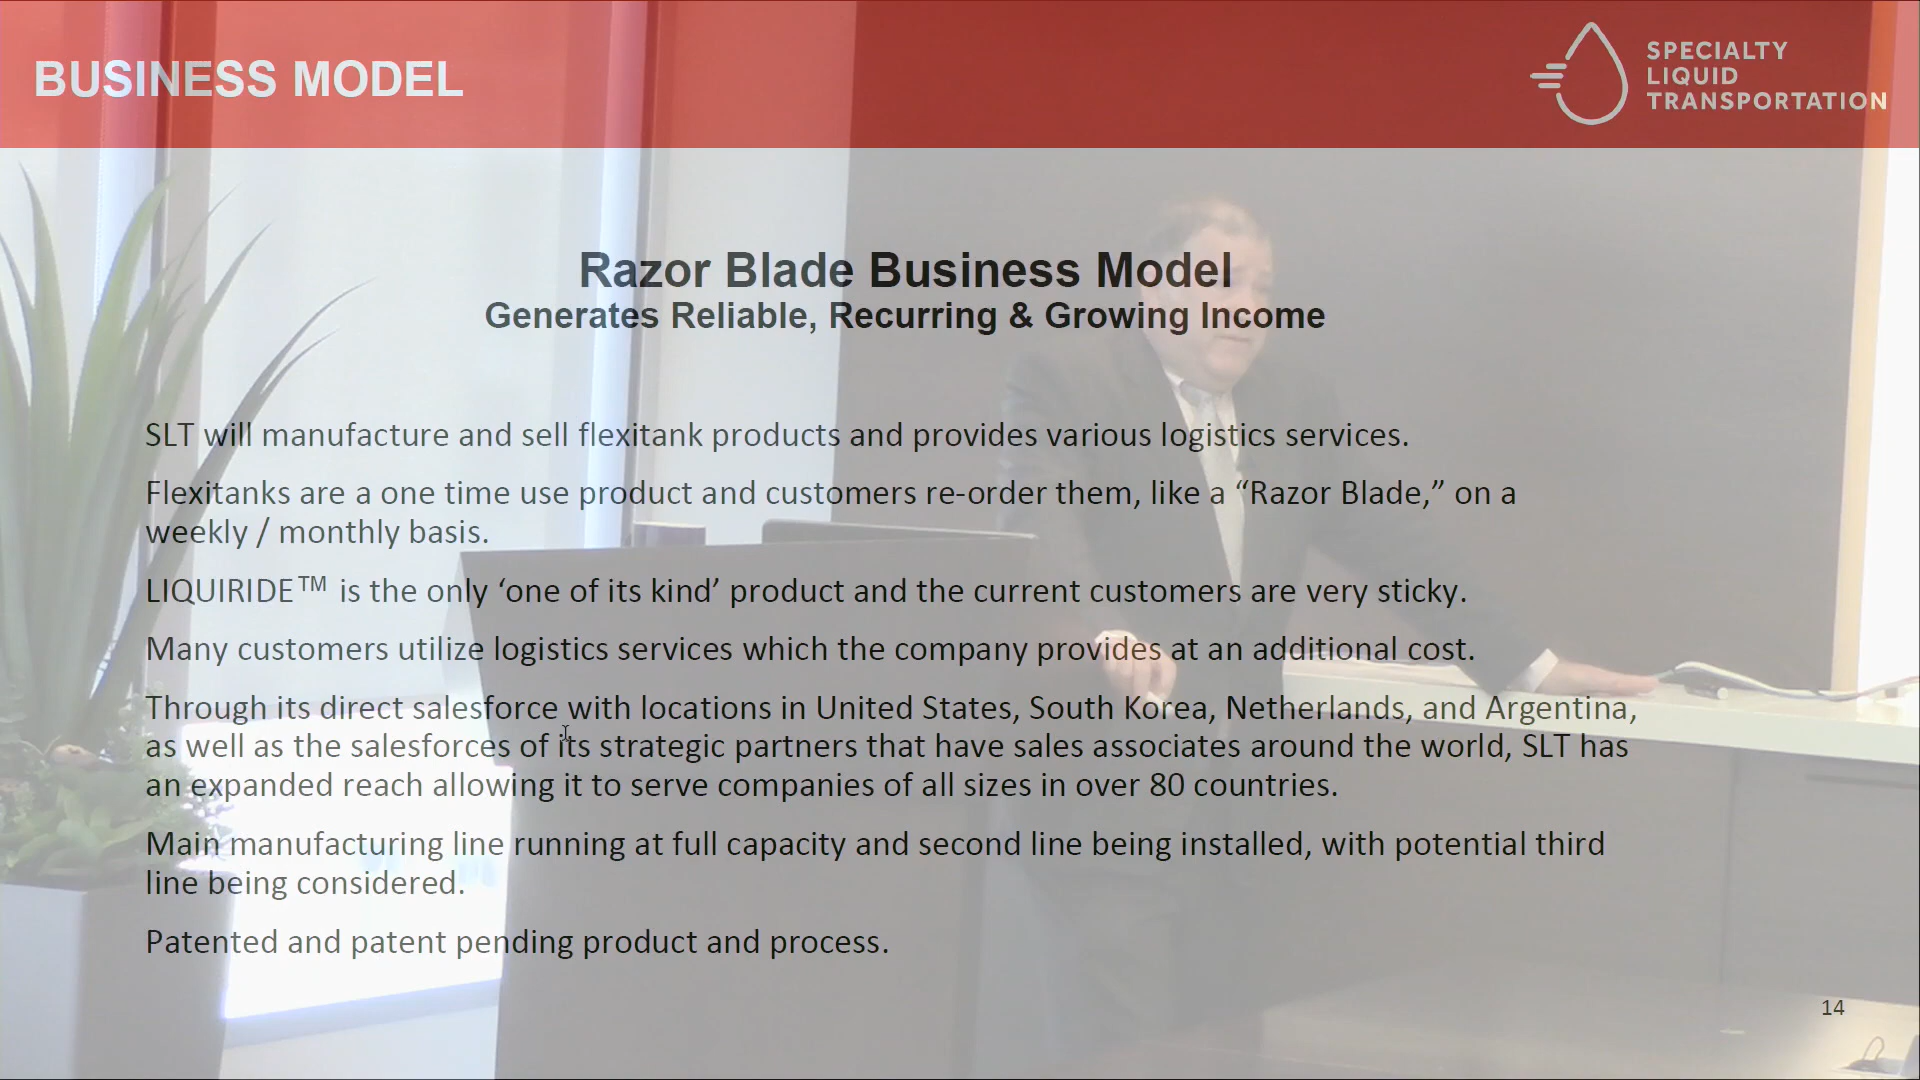 BUSINESS MODEL
SPECIALTY
LIQUID
TRANSPORTATION
Razor Blade Business Model
Generates Reliable, Recurring & Growing Income
SLT will manufacture and sell flexitank products and provides various logistics services.
Flexitanks are a one time use product and customers re-order them, like a “Razor Blade,” on a
weekly / monthly basis.
LIQUIRIDE™ is the only ‘one of its kind’ product and the current customers are very sticky.
Many customers utilize logistics services which the company provides at an additional cost.
Through its direct salesforce with locations in United States, South Korea, Netherlands, and Argentina,
as well as the salesforces of its strategic partners that have sales associates around the world, SLT has
an expanded reach allowing it to serve companies of all sizes in over 80 countries.
Main manufacturing line running at full capacity and second line being installed, with potential third
line being considered.
Patented and patent pending product and process.
14